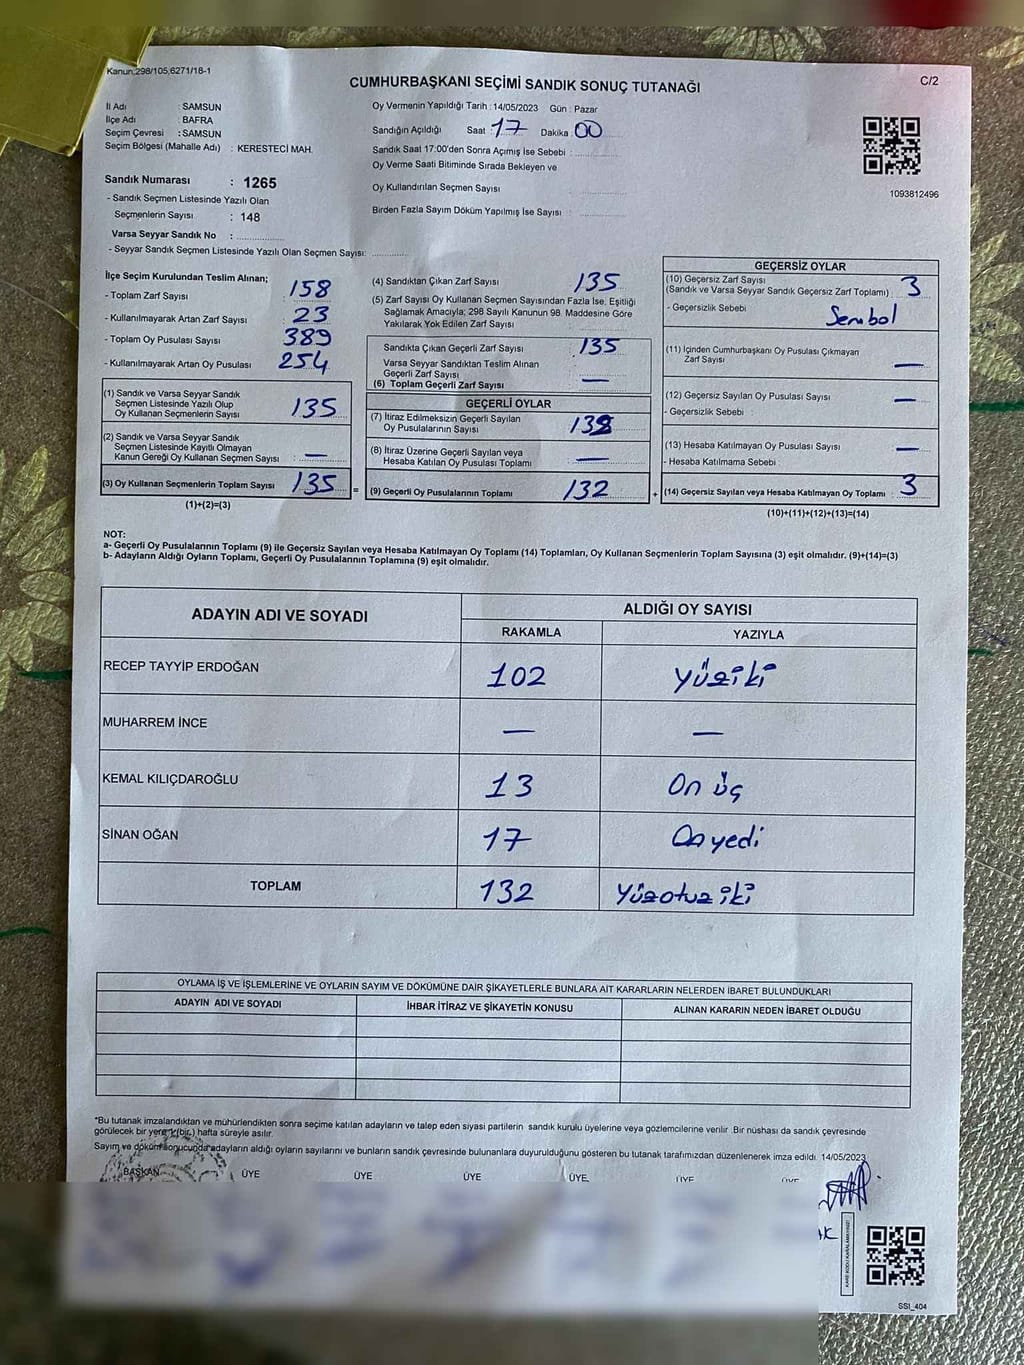 Kanun:298/105,6271/18-1
C/2
CUMHURBAŞKANI SEÇİMİ SANDIK SONUÇ TUTANAĞI
İl Adı : SAMSUN
İlçe Adı : BAFRA
Seçim Çevresi : SAMSUN
Seçim Bölgesi (Mahalle Adı) : KERESTECİ MAH.
Sandık Numarası : 1265
- Sandık Seçmen Listesinde Yazılı Olan
Seçmenlerin Sayısı : 148
Varsa Seyyar Sandık No :
- Seyyar Sandık Seçmen Listesinde Yazılı Olan Seçmen Sayısı:
Oy Vermenin Yapıldığı Tarih : 14/05/2023 Gün : Pazar
Sandığın Açıldığı Saat : 17 Dakika : 00
Sandık Saat 17:00'den Sonra Açımış İse Sebebi :
Oy Verme Saati Bitiminde Sırada Bekleyen ve
Oy Kullandırılan Seçmen Sayısı
Birden Fazla Sayım Döküm Yapılmış İse Sayısı :
1093812496
İlçe Seçim Kurulundan Teslim Alınan;
- Toplam Zarf Sayısı : 158
- Kullanılmayarak Artan Zarf Sayısı : 23
- Toplam Oy Pusulası Sayısı : 389
- Kullanılmayarak Artan Oy Pusulası : 254
(1) Sandık ve Varsa Seyyar Sandık
Seçmen Listesinde Yazılı Olup
Oy Kullanan Seçmenlerin Sayısı : 135
(2) Sandık ve Varsa Seyyar Sandık
Seçmen Listesinde Kayıtlı Olmayan
Kanun Gereği Oy Kullanan Seçmen Sayısı : —
(3) Oy Kullanan Seçmenlerin Toplam Sayısı : 135 =
(1)+(2)=(3)
(4) Sandıktan Çıkan Zarf Sayısı : 135
(5) Zarf Sayısı Oy Kullanan Seçmen Sayısından Fazla İse, Eşitliği
Sağlamak Amacıyla; 298 Sayılı Kanunun 98. Maddesine Göre
Yakılarak Yok Edilen Zarf Sayısı :
Sandıkta Çıkan Geçerli Zarf Sayısı : 135
Varsa Seyyar Sandıktan Teslim Alınan
Geçerli Zarf Sayısı : —
(6) Toplam Geçerli Zarf Sayısı
GEÇERLİ OYLAR
(7) İtiraz Edilmeksizin Geçerli Sayılan
Oy Pusulalarının Sayısı : 132
(8) İtiraz Üzerine Geçerli Sayılan veya
Hesaba Katılan Oy Pusulası Toplamı : —
(9) Geçerli Oy Pusulalarının Toplamı : 132 +
GEÇERSİZ OYLAR
(10) Geçersiz Zarf Sayısı
(Sandık ve Varsa Seyyar Sandık Geçersiz Zarf Toplamı) : 3
- Geçersizlik Sebebi : Sembol
(11) İçinden Cumhurbaşkanı Oy Pusulası Çıkmayan
Zarf Sayısı : —
(12) Geçersiz Sayılan Oy Pusulası Sayısı : —
- Geçersizlik Sebebi :
(13) Hesaba Katılmayan Oy Pusulası Sayısı : —
- Hesaba Katılmama Sebebi :
(14) Geçersiz Sayılan veya Hesaba Katılmayan Oy Toplamı : 3
(10)+(11)+(12)+(13)=(14)
NOT:
a- Geçerli Oy Pusulalarının Toplamı (9) ile Geçersiz Sayılan veya Hesaba Katılmayan Oy Toplamı (14) Toplamları, Oy Kullanan Seçmenlerin Toplam Sayısına (3) eşit olmalıdır. (9)+(14)=(3)
b- Adayların Aldığı Oyların Toplamı, Geçerli Oy Pusulalarının Toplamına (9) eşit olmalıdır.
ADAYIN ADI VE SOYADI ALDIĞI OY SAYISI
RAKAMLA YAZIYLA
RECEP TAYYİP ERDOĞAN 102 Yüziki
MUHARREM İNCE — —
KEMAL KILIÇDAROĞLU 13 On üç
SİNAN OĞAN 17 Onyedi
TOPLAM 132 Yüzotuz iki
OYLAMA İŞ VE İŞLEMLERİNE VE OYLARIN SAYIM VE DÖKÜMÜNE DAİR ŞİKAYETLERLE BUNLARA AİT KARARLARIN NELERDEN İBARET BULUNDUKLARI
ADAYIN ADI VE SOYADI İHBAR İTİRAZ VE ŞİKAYETİN KONUSU ALINAN KARARIN NEDEN İBARET OLDUĞU
*Bu tutanak imzalandıktan ve mühürlendikten sonra seçime katılan adayların ve talep eden siyasi partilerin sandık kurulu üyelerine veya gözlemcilerine verilir .Bir nüshası da sandık çevresinde
görülecek bir yere (bir.) hafta süreyle asılır.
Sayım ve döküm sonucunda adayların aldığı oyların sayılarını ve bunların sandık çevresinde bulunanlara duyurulduğunu gösteren bu tutanak tarafımızdan düzenlenerek imza edildi. 14/05/2023
BAŞKAN ÜYE ÜYE ÜYE ÜYE ÜYE ÜYE
SSI_404